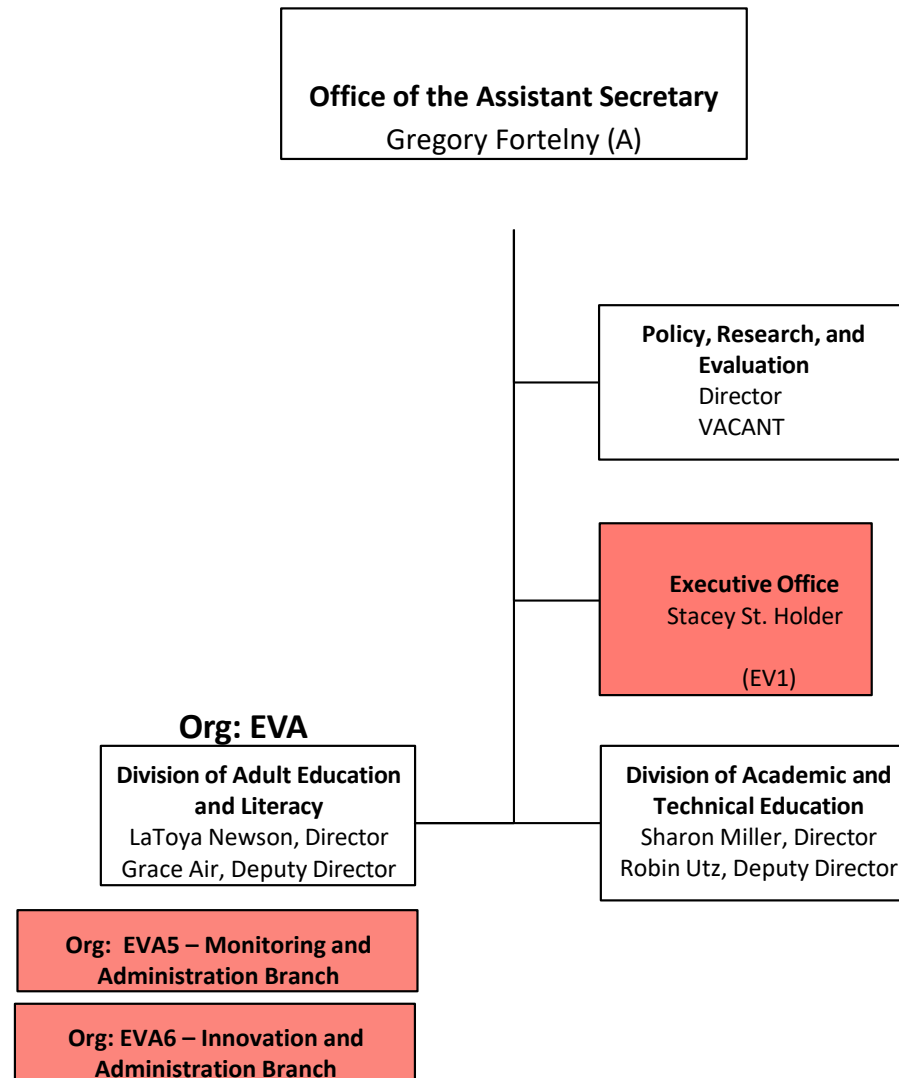 Office of the Assistant Secretary
Gregory Fortelny (A)
Policy, Research, and
Evaluation
Director
VACANT
Executive Office
Stacey St. Holder
(EV1)
Org: EVA
Division of Adult Education
and Literacy
LaToya Newson, Director
Grace Air, Deputy Director
Division of Academic and
Technical Education
Sharon Miller, Director
Robin Utz, Deputy Director
Org: EVA5 – Monitoring and
Administration Branch
Org: EVA6 – Innovation and
Administration Branch